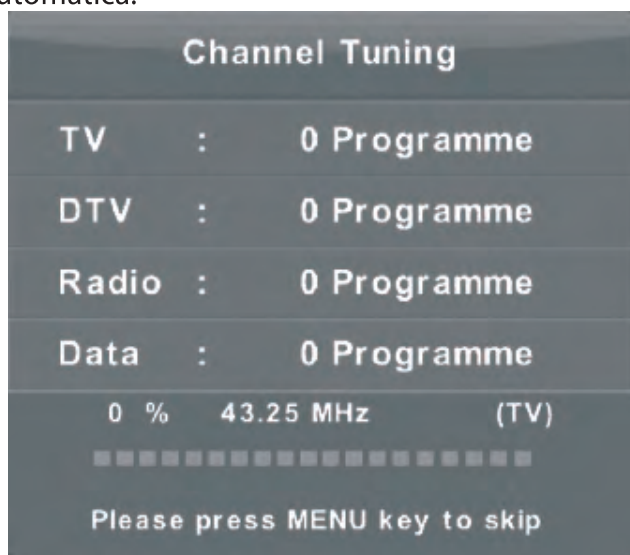 Channel Tuning
TV : 0 Programme
DTV : 0 Programme
Radio : 0 Programme
Data : 0 Programme
0 % 43.25 MHz (TV)
Please press MENU key to skip